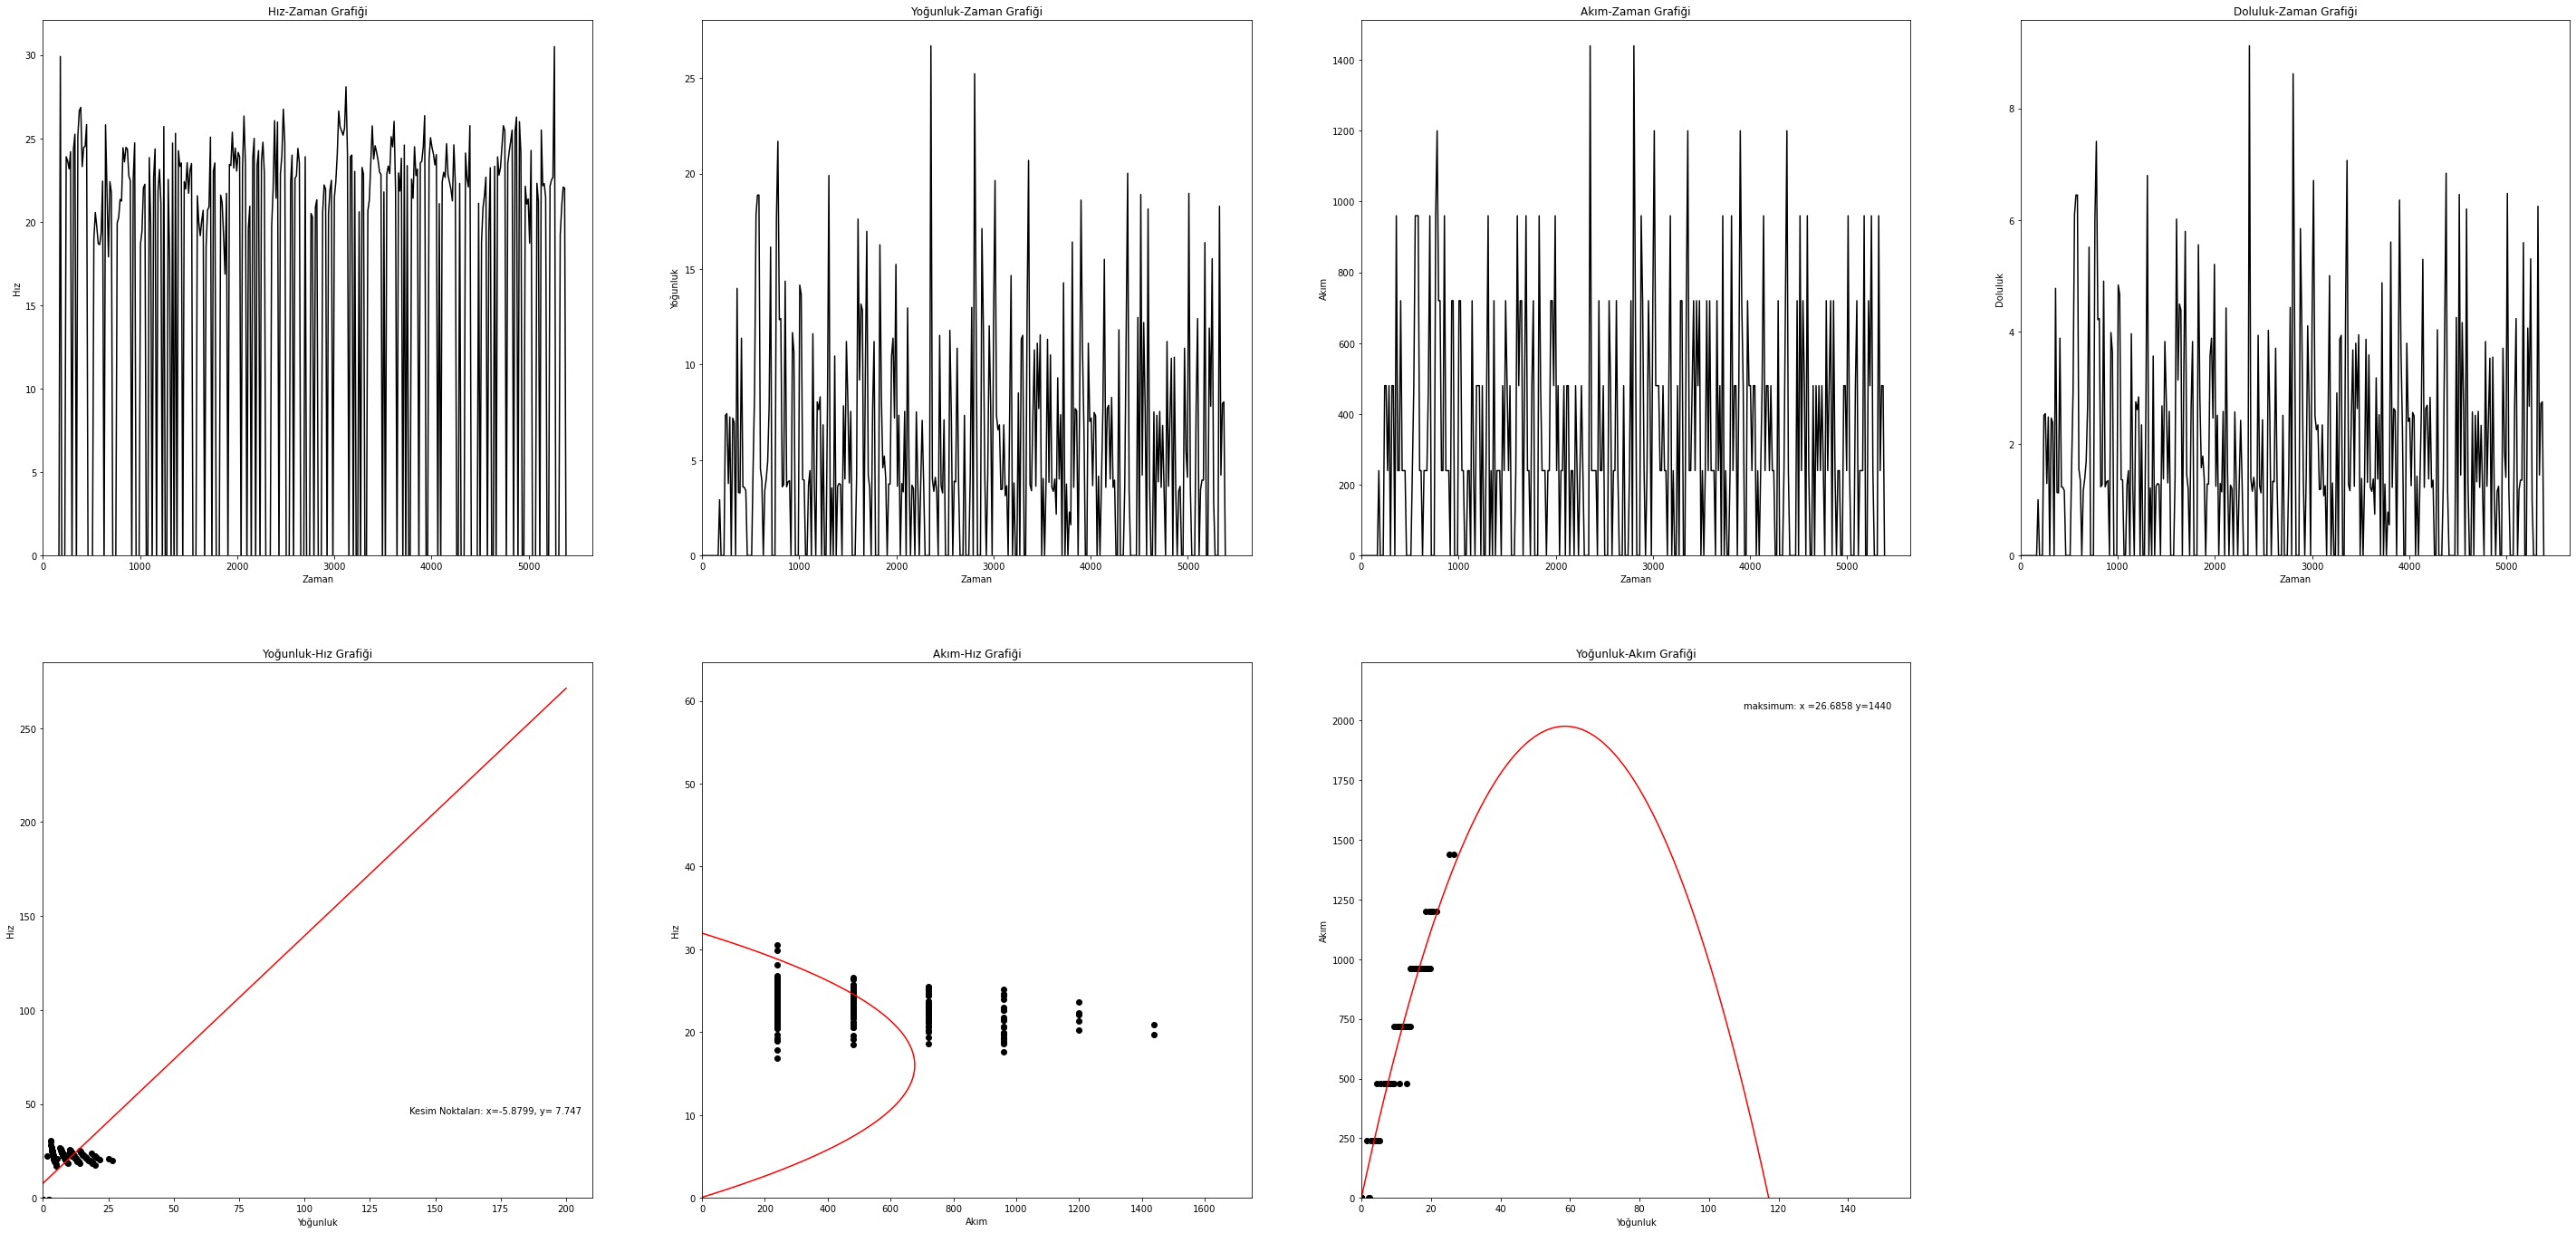 Hız-Zaman Grafiği
30
25
20
15
10
5
0
Hız
0 1000 2000 3000 4000 5000
Zaman
Yoğunluk-Zaman Grafiği
25
20
15
10
5
0
Yoğunluk
0 1000 2000 3000 4000 5000
Zaman
Akım-Zaman Grafiği
1400
1200
1000
800
600
400
200
0
Akım
0 1000 2000 3000 4000 5000
Zaman
Doluluk-Zaman Grafiği
8
6
4
2
0
Doluluk
0 1000 2000 3000 4000 5000
Zaman
Yoğunluk-Hız Grafiği
250
200
150
100
50
0
Hız
Kesim Noktaları: x=-5.8799, y= 7.747
0 25 50 75 100 125 150 175 200
Yoğunluk
Akım-Hız Grafiği
60
50
40
30
20
10
0
Hız
0 200 400 600 800 1000 1200 1400 1600
Akım
Yoğunluk-Akım Grafiği
maksimum: x =26.6858 y=1440
2000
1750
1500
1250
1000
750
500
250
0
Akım
0 20 40 60 80 100 120 140
Yoğunluk